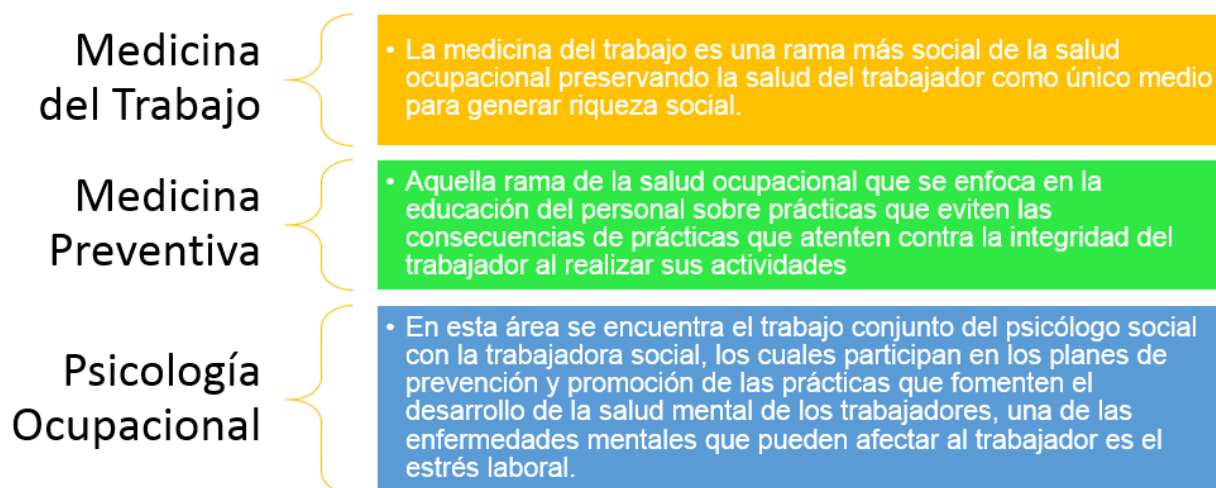 Medicina
del Trabajo
• La medicina del trabajo es una rama más social de la salud
ocupacional preservando la salud del trabajador como único medio
para generar riqueza social.
Medicina
Preventiva
• Aquella rama de la salud ocupacional que se enfoca en la
educación del personal sobre prácticas que eviten las
consecuencias de prácticas que atenten contra la integridad del
trabajador al realizar sus actividades
Psicología
Ocupacional
• En esta área se encuentra el trabajo conjunto del psicólogo social
con la trabajadora social, los cuales participan en los planes de
prevención y promoción de las prácticas que fomenten el
desarrollo de la salud mental de los trabajadores, una de las
enfermedades mentales que pueden afectar al trabajador es el
estrés laboral.